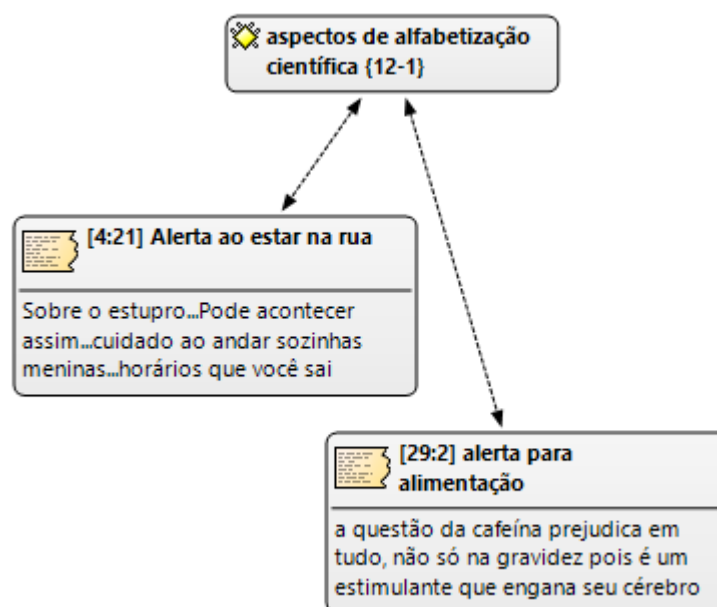 aspectos de alfabetização
científica {12-1}
[4:21] Alerta ao estar na rua
Sobre o estupro...Pode acontecer
assim...cuidado ao andar sozinhas
meninas...horários que você sai
[29:2] alerta para
alimentação
a questão da cafeína prejudica em
tudo, não só na gravidez pois é um
estimulante que engana seu cérebro